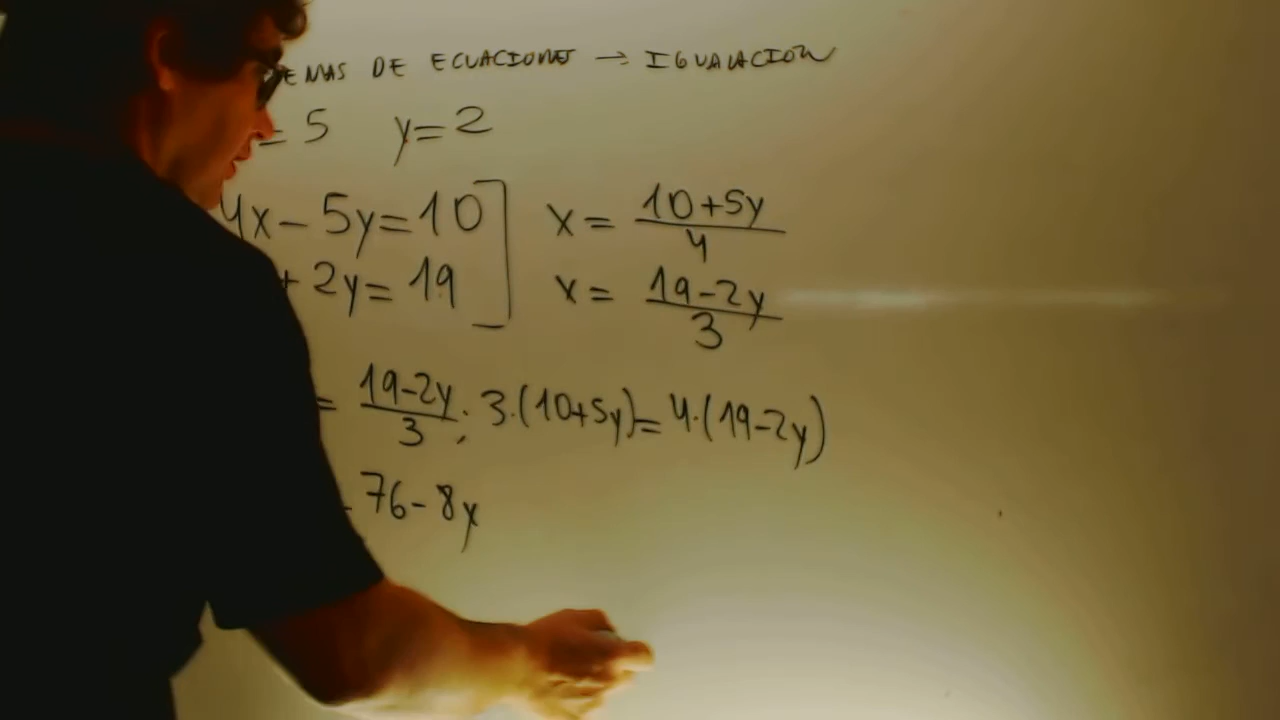 EMAS DE ECUACIONES → IGUALACION
= 5 y = 2
4x - 5y = 10 ] x = (10+5y)/4
+ 2y = 19 ] x = (19-2y)/3
= (19-2y)/3 ; 3·(10+5y) = 4·(19-2y)
76 - 8y